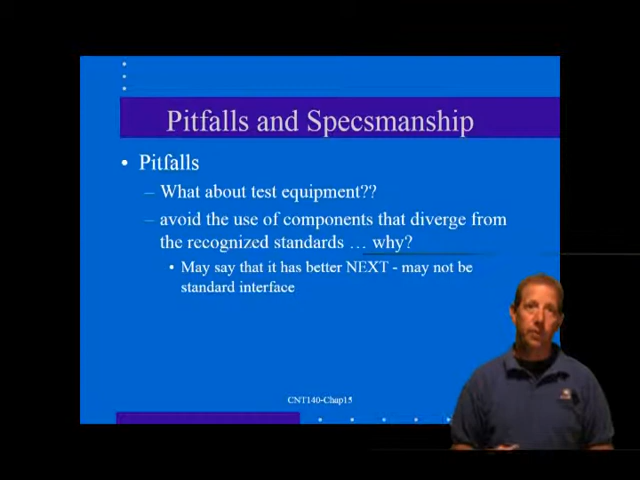 Pitfalls and Specsmanship
• Pitfalls
– What about test equipment??
– avoid the use of components that diverge from
the recognized standards … why?
• May say that it has better NEXT - may not be
standard interface
CNT140-Chap15